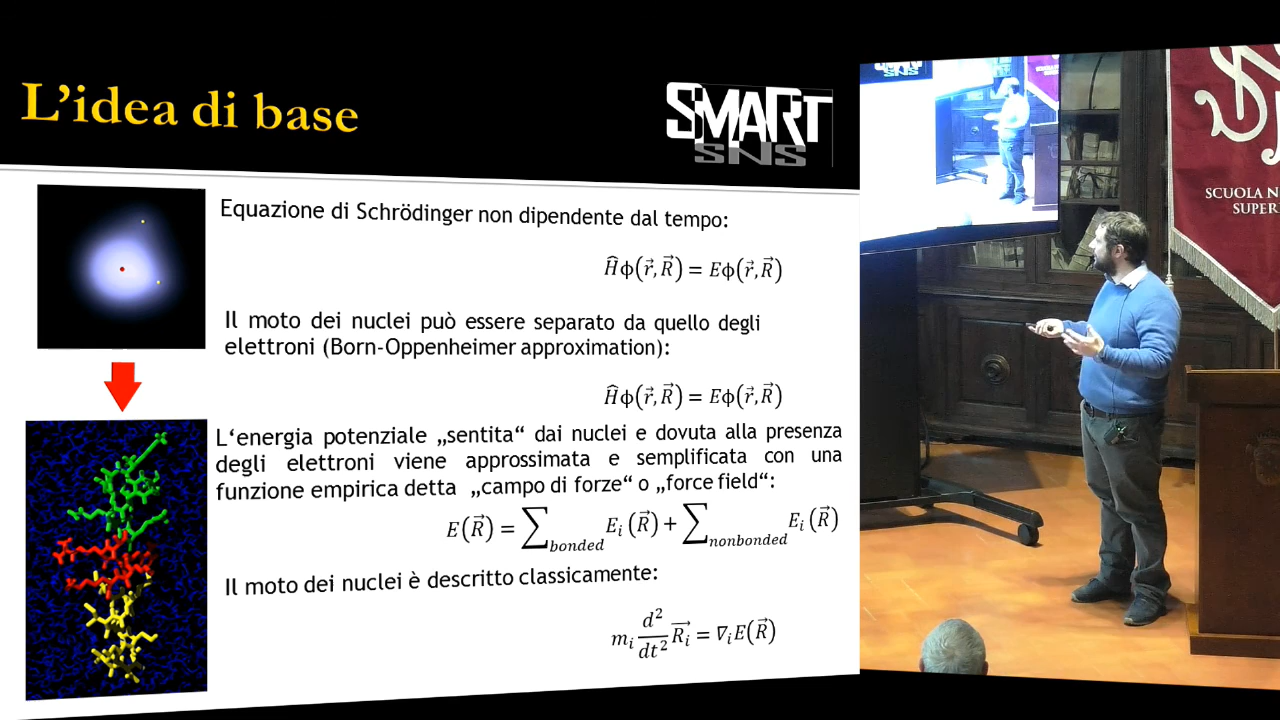 L'idea di base
SMART
SNS
Equazione di Schrödinger non dipendente dal tempo:
Ĥϕ(r⃗,R⃗) = Eϕ(r⃗,R⃗)
Il moto dei nuclei può essere separato da quello degli
elettroni (Born-Oppenheimer approximation):
Ĥϕ(r⃗,R⃗) = Eϕ(r⃗,R⃗)
L‘energia potenziale „sentita“ dai nuclei e dovuta alla presenza
degli elettroni viene approssimata e semplificata con una
funzione empirica detta „campo di forze“ o „force field“:
E(R⃗) = ∑bonded Ei(R⃗) + ∑nonbonded Ei(R⃗)
Il moto dei nuclei è descritto classicamente:
mi d²/dt² R⃗i = ∇iE(R⃗)
SNS
SCUOLA N
SUPER